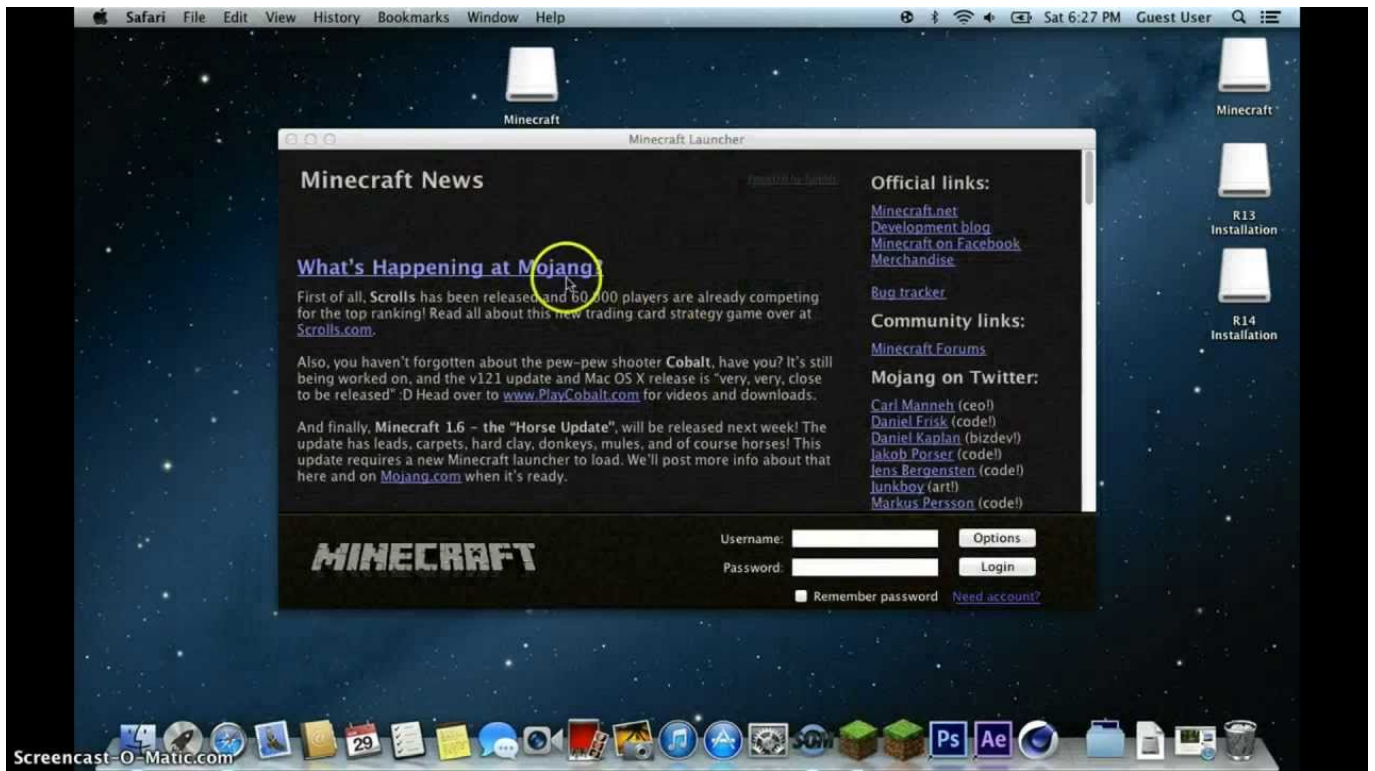 Safari File Edit View History Bookmarks Window Help Sat 6:27 PM Guest User
Minecraft
Minecraft
R13
Installation
R14
Installation
Minecraft Launcher
Minecraft News
What's Happening at Mojang?
First of all, Scrolls has been released and 60,000 players are already competing
for the top ranking! Read all about this new trading card strategy game over at
Scrolls.com.
Also, you haven't forgotten about the pew-pew shooter Cobalt, have you? It's still
being worked on, and the v121 update and Mac OS X release is "very, very, close
to be released" :D Head over to www.PlayCobalt.com for videos and downloads.
And finally, Minecraft 1.6 – the "Horse Update", will be released next week! The
update has leads, carpets, hard clay, donkeys, mules, and of course horses! This
update requires a new Minecraft launcher to load. We'll post more info about that
here and on Mojang.com when it's ready.
Official links:
Minecraft.net
Development blog
Minecraft on Facebook
Merchandise
Bug tracker
Community links:
Minecraft Forums
Mojang on Twitter:
Carl Manneh (ceo!)
Daniel Frisk (code!)
Daniel Kaplan (bizdev!)
Jakob Porser (code!)
Jens Bergensten (code!)
Junkboy (art!)
Markus Persson (code!)
MINECRAFT
Username:
Options
Password:
Login
Remember password
Need account?
29
SOM
Ps
Ae
Screencast-O-Matic.com